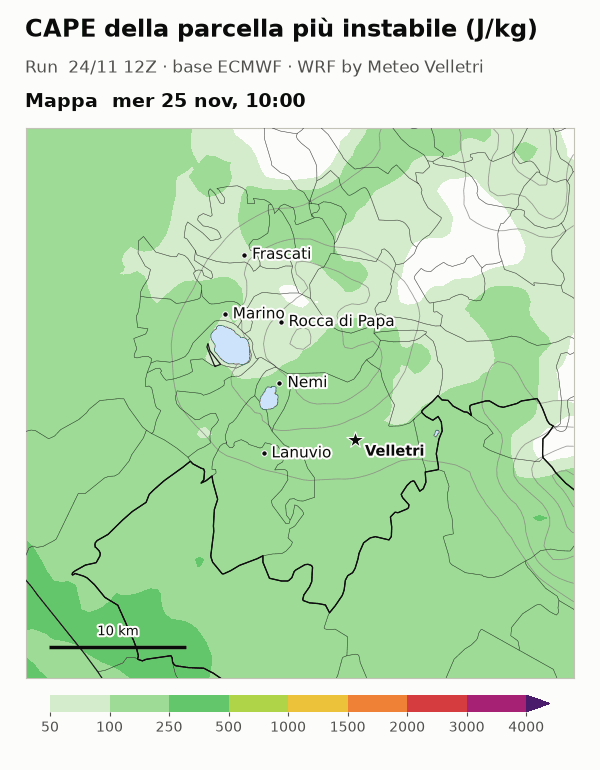 CAPE della parcella più instabile (J/kg)
Run  24/11 12Z · base ECMWF · WRF by Meteo Velletri
Mappa  mer 25 nov, 10:00
Frascati
Marino
Rocca di Papa
Nemi
Velletri
Lanuvio
10 km
50 100 250 500 1000 1500 2000 3000 4000